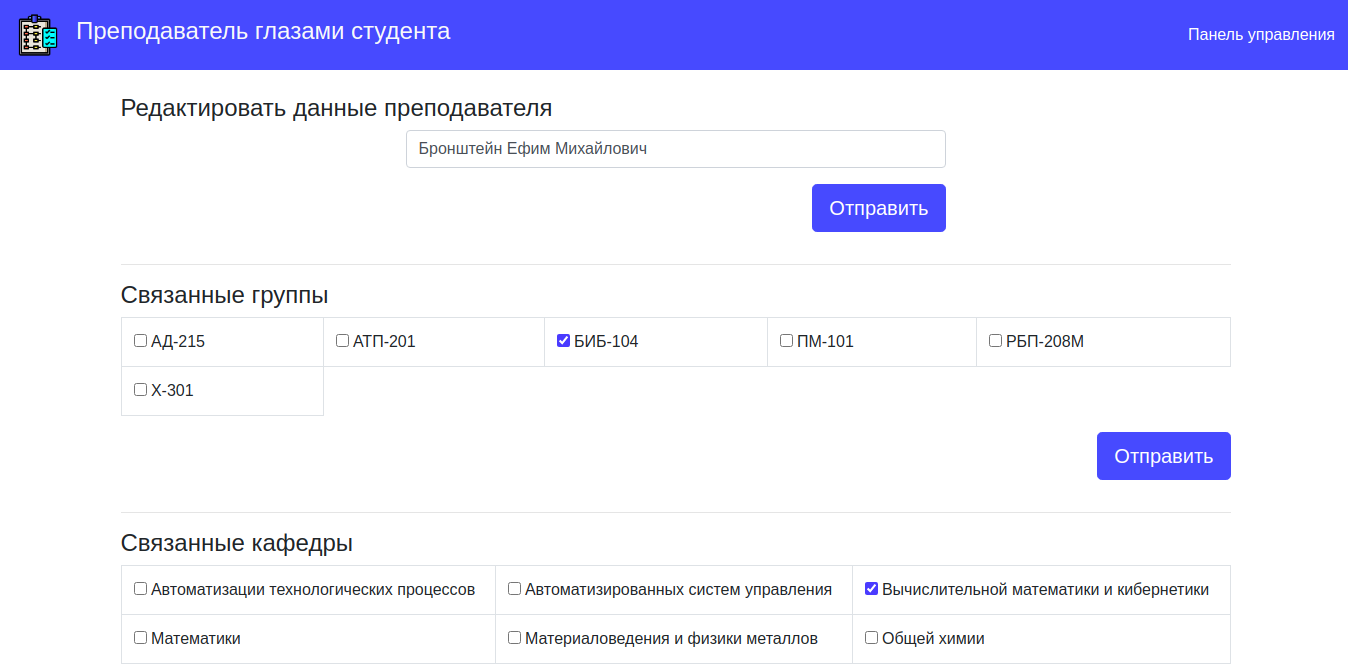 Преподаватель глазами студента
Панель управления
Редактировать данные преподавателя
Бронштейн Ефим Михайлович
Отправить
Связанные группы
АД-215 АТП-201 БИБ-104 ПМ-101 РБП-208М
Х-301
Отправить
Связанные кафедры
Автоматизации технологических процессов Автоматизированных систем управления Вычислительной математики и кибернетики
Математики Материаловедения и физики металлов Общей химии